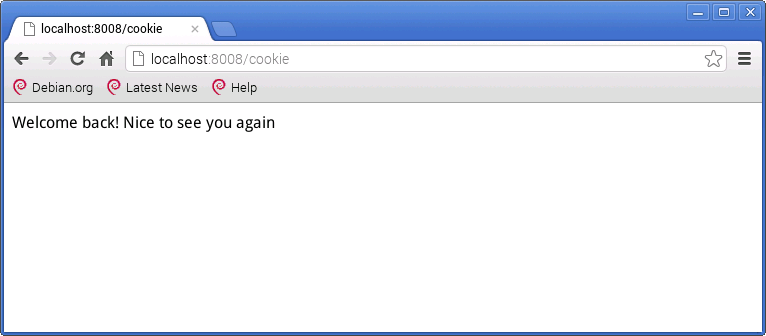 localhost:8008/cookie
localhost:8008/cookie
Debian.org Latest News Help
Welcome back! Nice to see you again